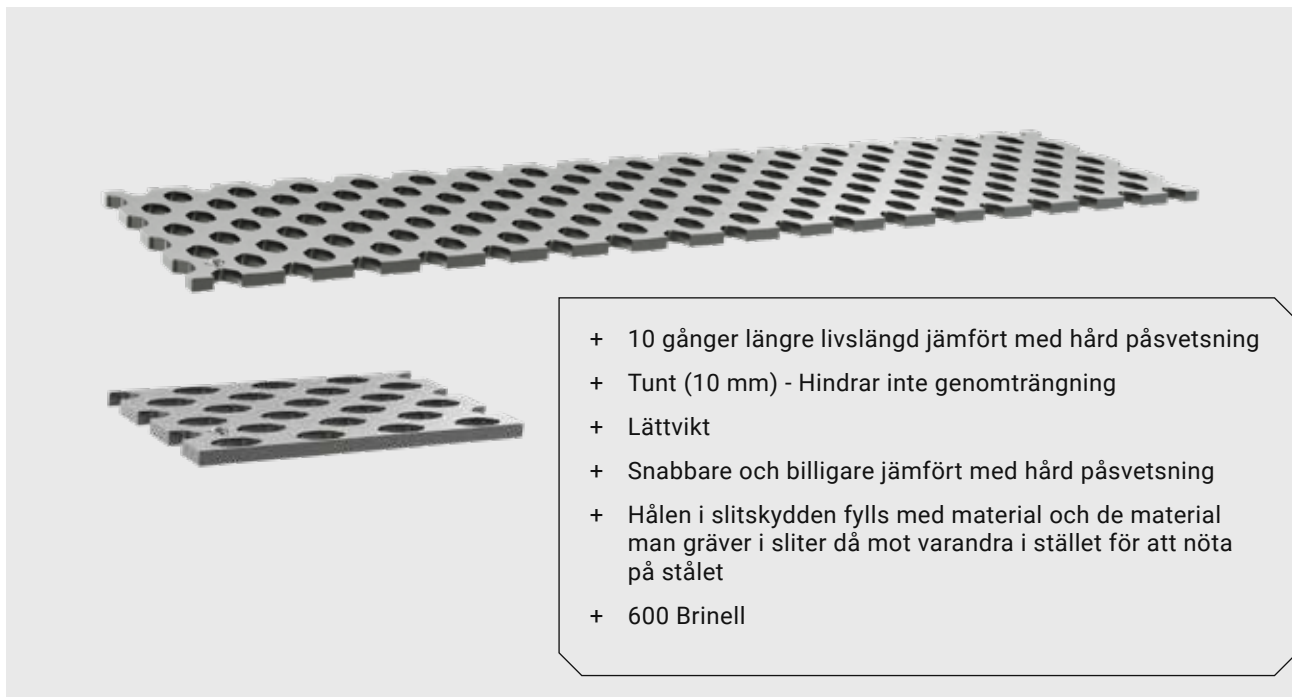 + 10 gånger längre livslängd jämfört med hård påsvetsning
+ Tunt (10 mm) - Hindrar inte genomträngning
+ Lättvikt
+ Snabbare och billigare jämfört med hård påsvetsning
+ Hålen i slitskydden fylls med material och de material
man gräver i sliter då mot varandra i stället för att nöta
på stålet
+ 600 Brinell